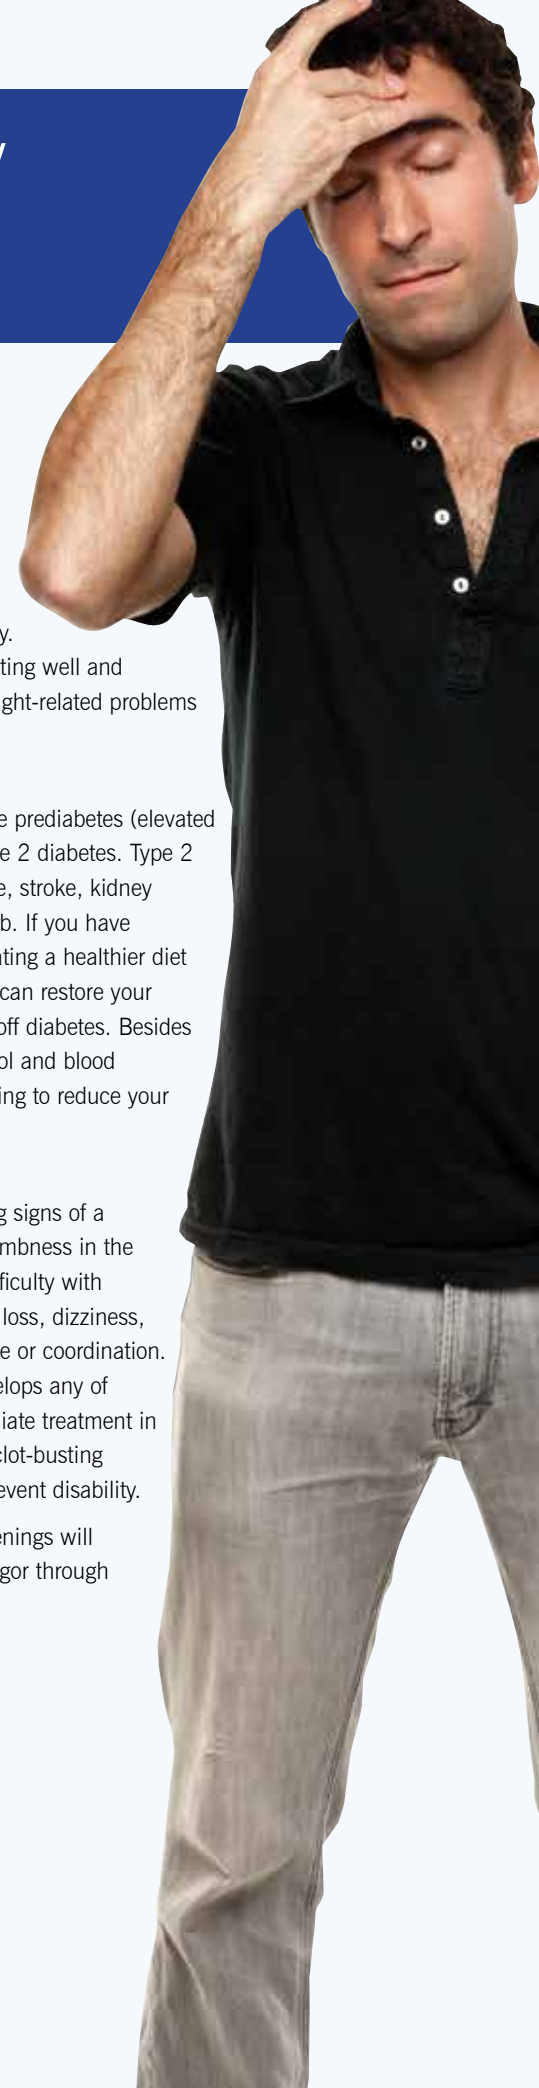 y
y.
ting well and
ght-related problems
e prediabetes (elevated
e 2 diabetes. Type 2
e, stroke, kidney
b. If you have
ting a healthier diet
can restore your
off diabetes. Besides
ol and blood
ing to reduce your
g signs of a
mbness in the
ficulty with
loss, dizziness,
e or coordination.
elops any of
iate treatment in
clot-busting
event disability.
enings will
gor through